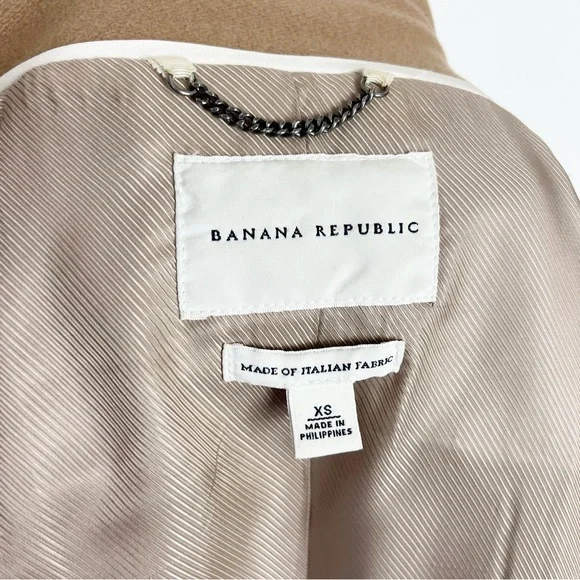 BANANA REPUBLIC
MADE OF ITALIAN FABRIC
XS
MADE IN
PHILIPPINES